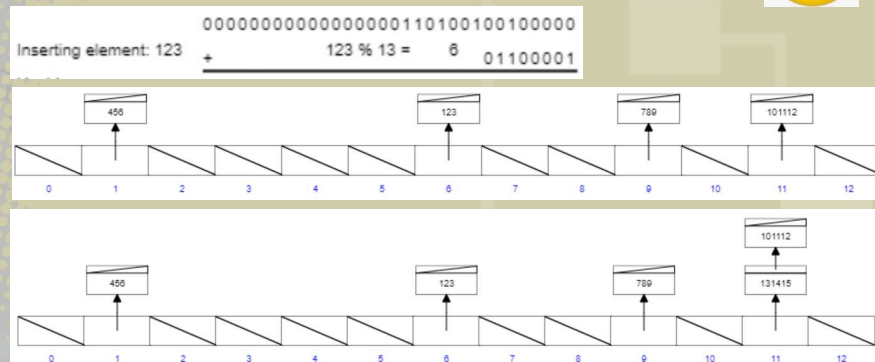 00000000000000000110100100100000
Inserting element: 123 + 123 % 13 = 6 01100001
456 123 789 101112
0 1 2 3 4 5 6 7 8 9 10 11 12
101112
456 123 789 131415
0 1 2 3 4 5 6 7 8 9 10 11 12